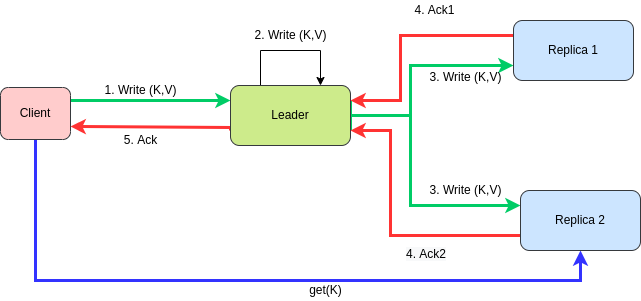 4. Ack1
2. Write (K,V)
Replica 1
3. Write (K,V)
1. Write (K,V)
Client
Leader
5. Ack
3. Write (K,V)
Replica 2
4. Ack2
get(K)